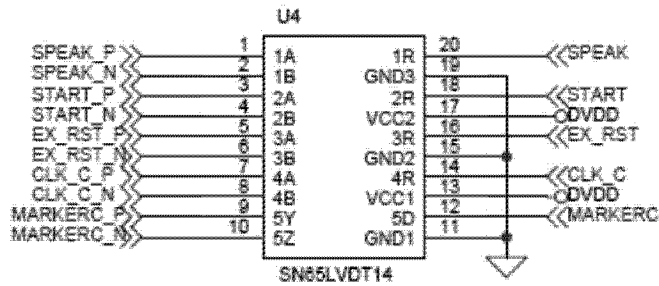 U4
SPEAK_P 1 1A 1R 20 SPEAK
SPEAK_N 2 1B GND3 19
START_P 3 2A 2R 18 START
START_N 4 2B VCC2 17 DVDD
EX_RST_P 5 3A 3R 16 EX_RST
EX_RST_N 6 3B GND2 15
CLK_C_P 7 4A 4R 14 CLK_C
CLK_C_N 8 4B VCC1 13 DVDD
MARKERC_P 9 5Y 5D 12 MARKERC
MARKERC_N 10 5Z GND1 11
SN65LVDT14